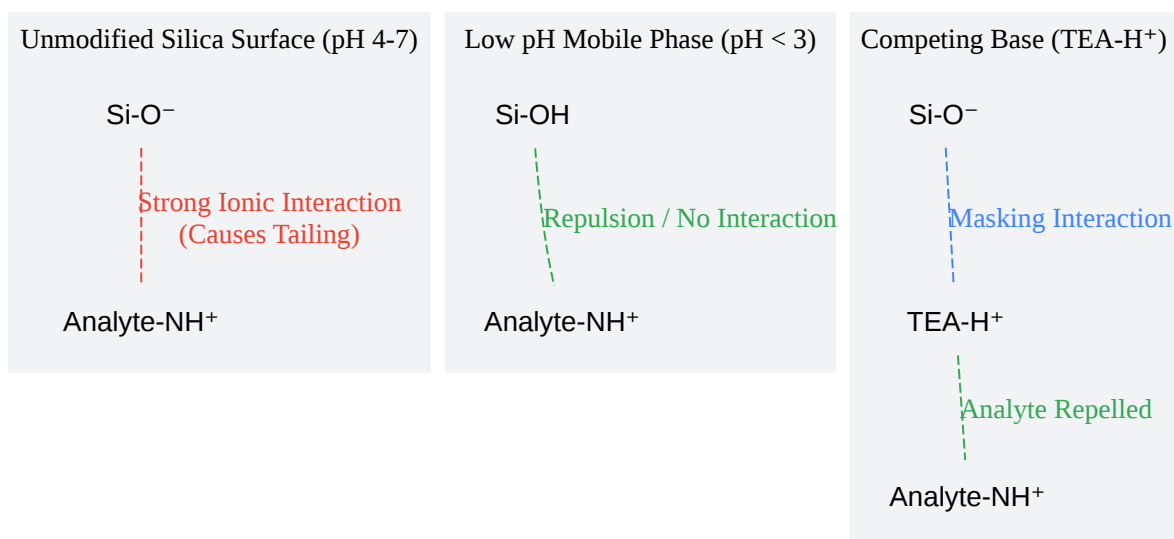 Unmodified Silica Surface (pH 4-7)
Si-O⁻
Strong Ionic Interaction
(Causes Tailing)
Analyte-NH⁺
Low pH Mobile Phase (pH < 3)
Si-OH
Repulsion / No Interaction
Analyte-NH⁺
Competing Base (TEA-H⁺)
Si-O⁻
Masking Interaction
TEA-H⁺
Analyte Repelled
Analyte-NH⁺